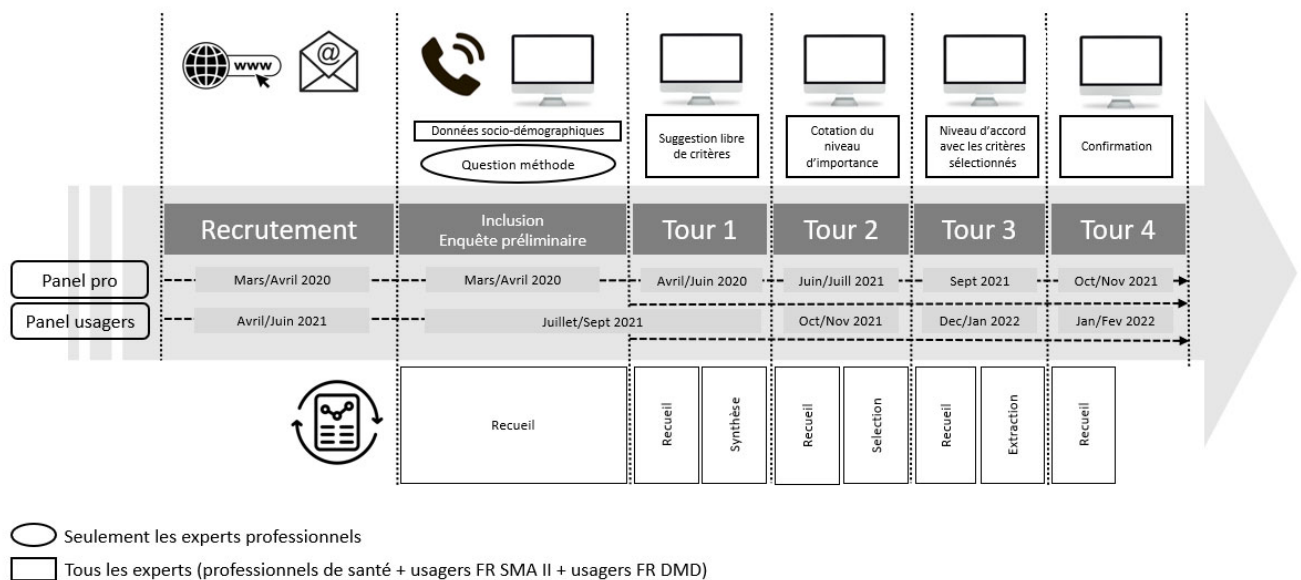 www
@
Données socio-démographiques
Question méthode
Suggestion libre
de critères
Cotation du
niveau
d'importance
Niveau d'accord
avec les critères
sélectionnés
Confirmation
Recrutement
Inclusion
Enquête préliminaire
Tour 1
Tour 2
Tour 3
Tour 4
Panel pro
Mars/Avril 2020
Mars/Avril 2020
Avril/Juin 2020
Juin/Juill 2021
Sept 2021
Oct/Nov 2021
Panel usagers
Avril/Juin 2021
Juillet/Sept 2021
Oct/Nov 2021
Dec/Jan 2022
Jan/Fev 2022
Recueil
Recueil
Synthèse
Recueil
Selection
Recueil
Extraction
Recueil
Seulement les experts professionnels
Tous les experts (professionnels de santé + usagers FR SMA II + usagers FR DMD)